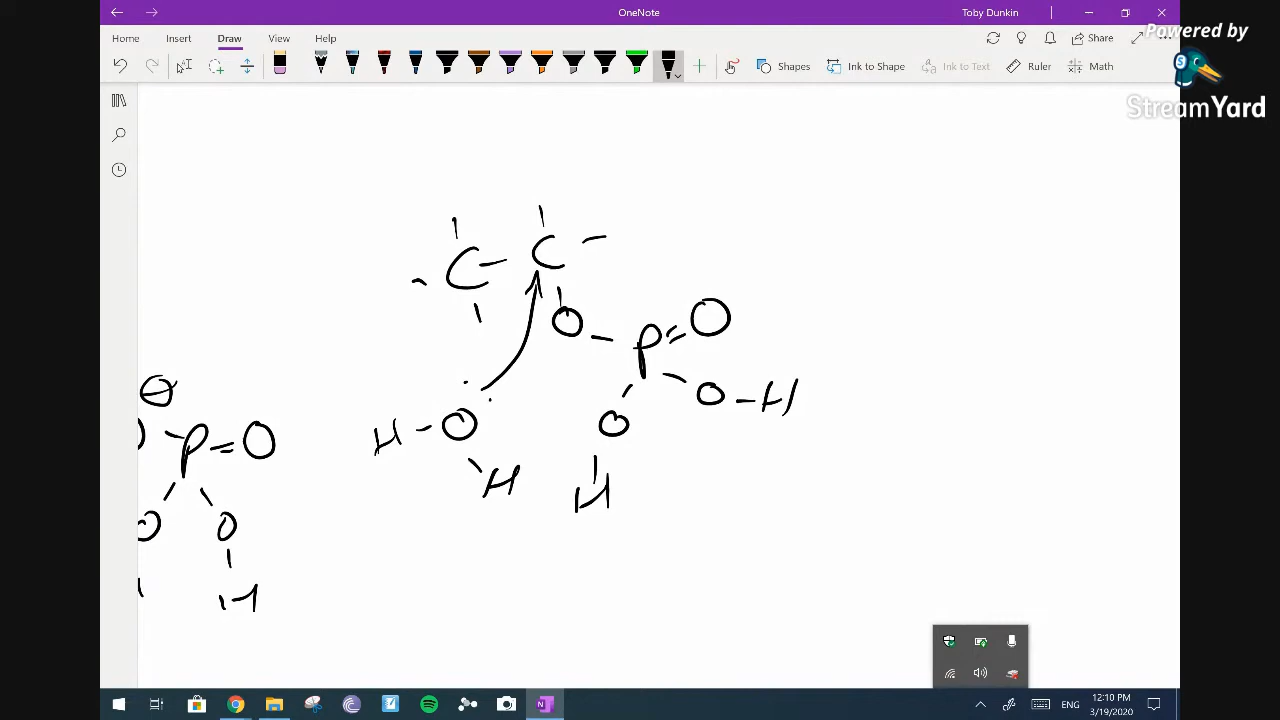 OneNote
Toby Dunkin
Powered by
StreamYard
Home Insert Draw View Help
Share
Shapes Ink to Shape Ink to Text Ruler Math
C - C -
O - P = O
O - H
⊖
P = O
H - O
O
H
H
O O
H
ENG
12:10 PM
3/19/2020